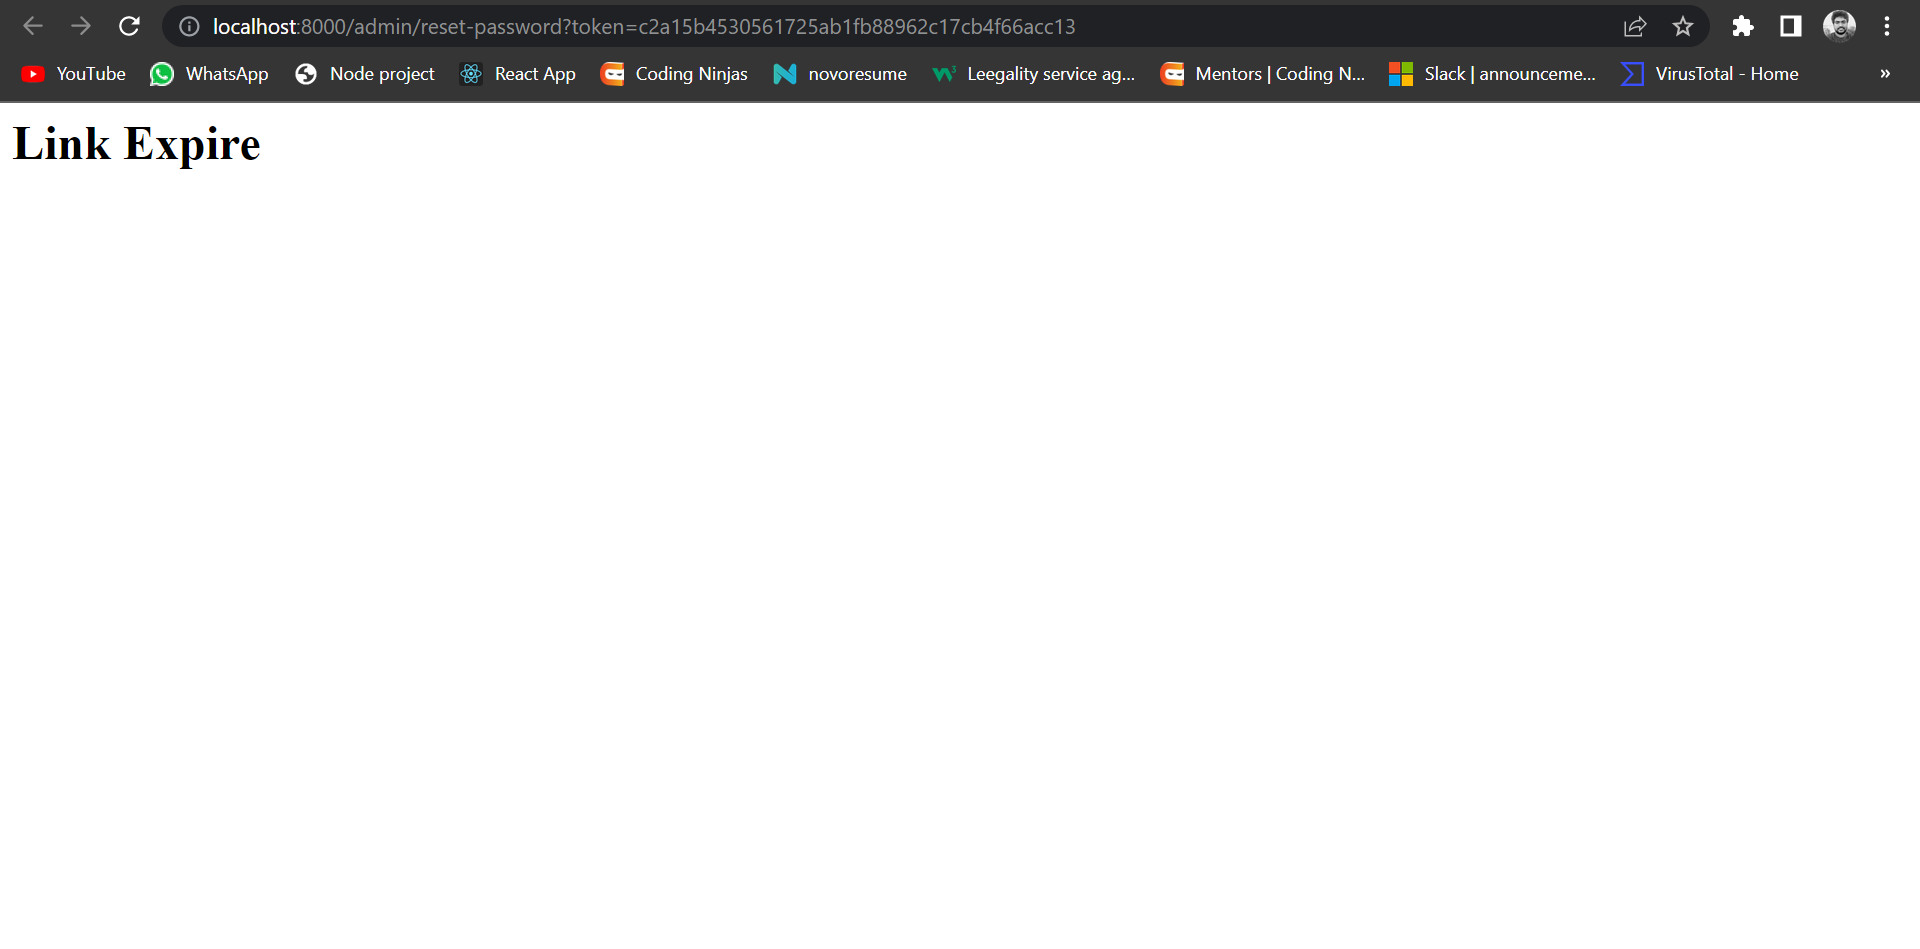 localhost:8000/admin/reset-password?token=c2a15b4530561725ab1fb88962c17cb4f66acc13
YouTube WhatsApp Node project React App Coding Ninjas novoresume Leegality service ag... Mentors | Coding N... Slack | announceme... VirusTotal - Home »
Link Expire